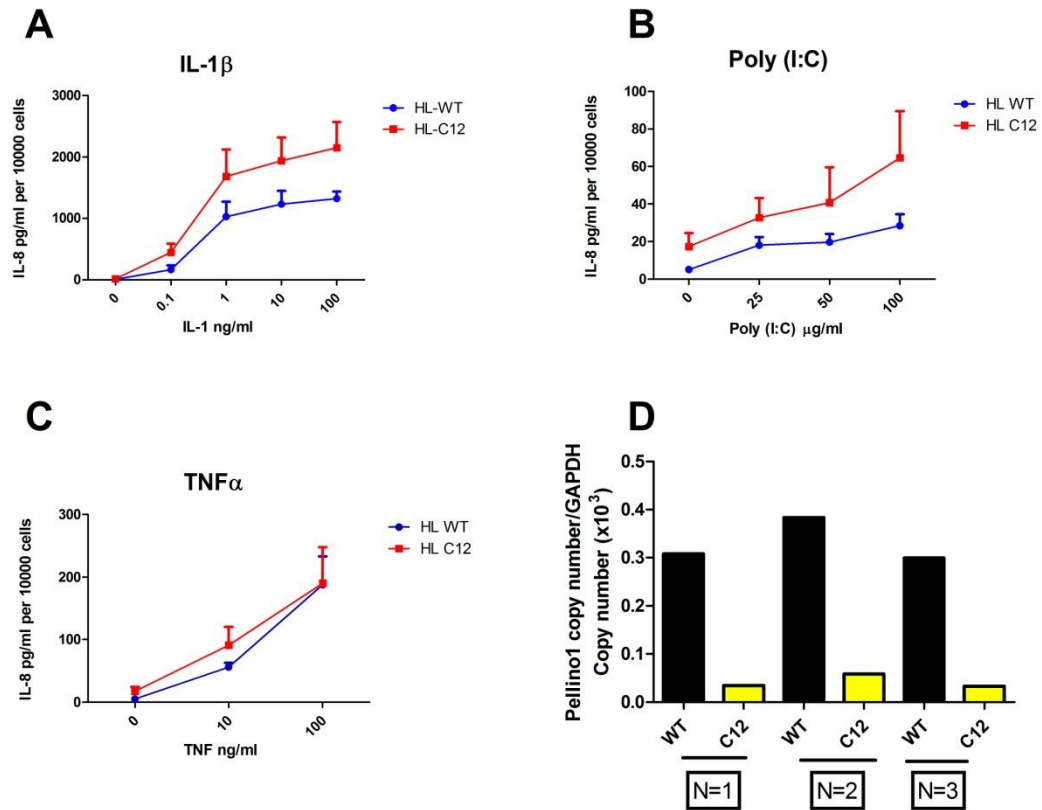 A
IL-1β
IL-8 pg/ml per 10000 cells
3000
2000
1000
0
0
0.1
1
10
100
IL-1 ng/ml
HL-WT
HL-C12
B
Poly (I:C)
IL-8 pg/ml per 10000 cells
100
80
60
40
20
0
0
25
50
100
Poly (I:C) μg/ml
HL WT
HL C12
C
TNFα
IL-8 pg/ml per 10000 cells
300
200
100
0
0
10
100
TNF ng/ml
HL WT
HL C12
D
Pellino1 copy number/GAPDH
Copy number (x10³)
0.5
0.4
0.3
0.2
0.1
0.0
WT
C12
WT
C12
WT
C12
N=1
N=2
N=3